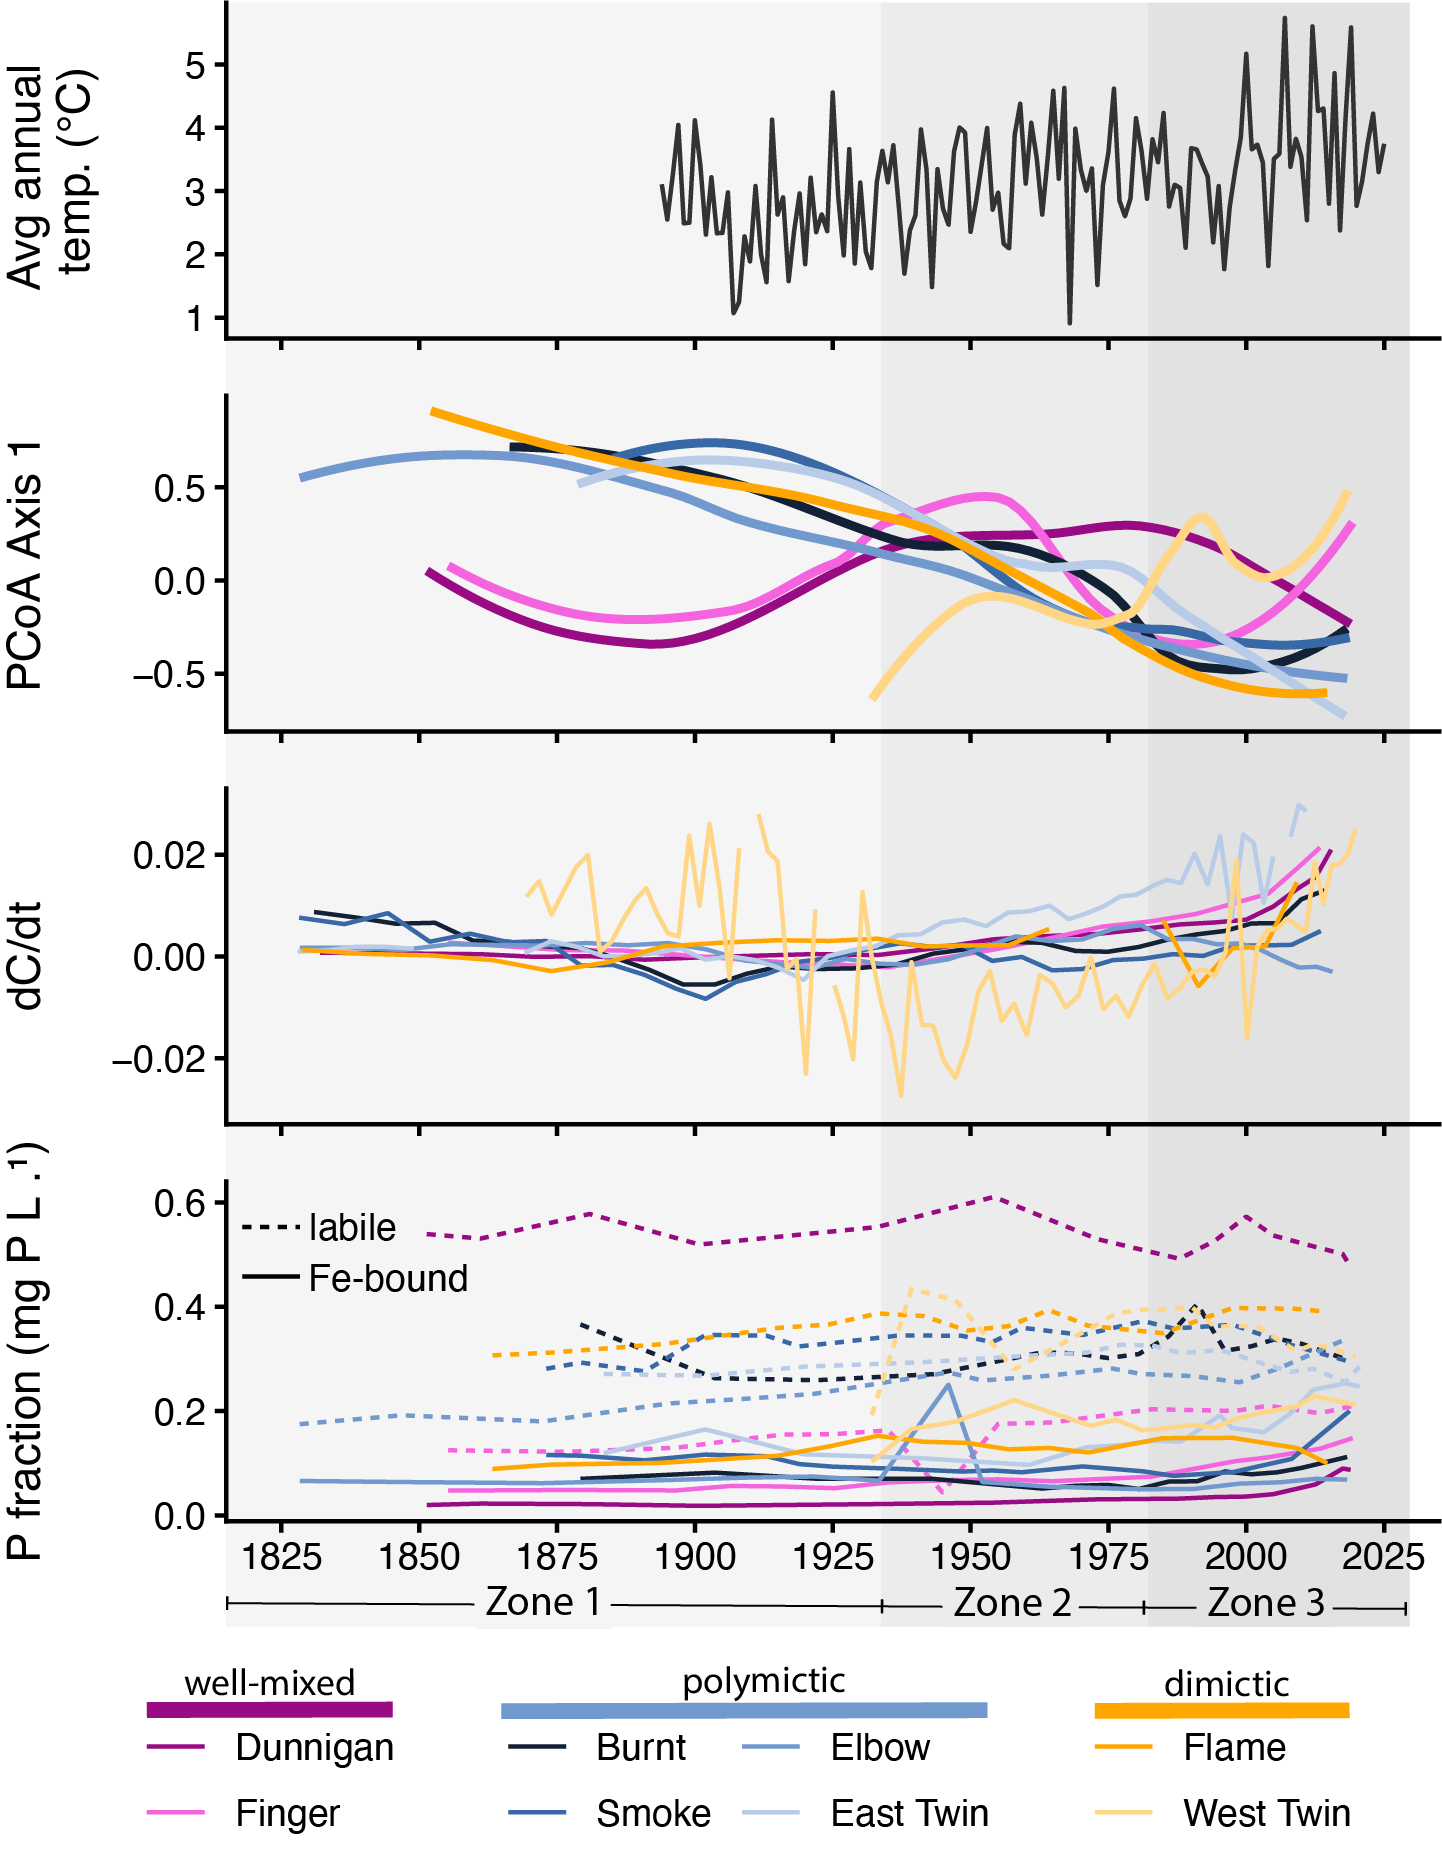 Avg annual
temp. (°C)
5
4
3
2
1
PCoA Axis 1
0.5
0.0
−0.5
dC/dt
0.02
0.00
−0.02
P fraction (mg P L .¹)
0.6
0.4
0.2
0.0
labile
Fe-bound
1825 1850 1875 1900 1925 1950 1975 2000 2025
Zone 1 Zone 2 Zone 3
well-mixed polymictic dimictic
Dunnigan Burnt Elbow Flame
Finger Smoke East Twin West Twin